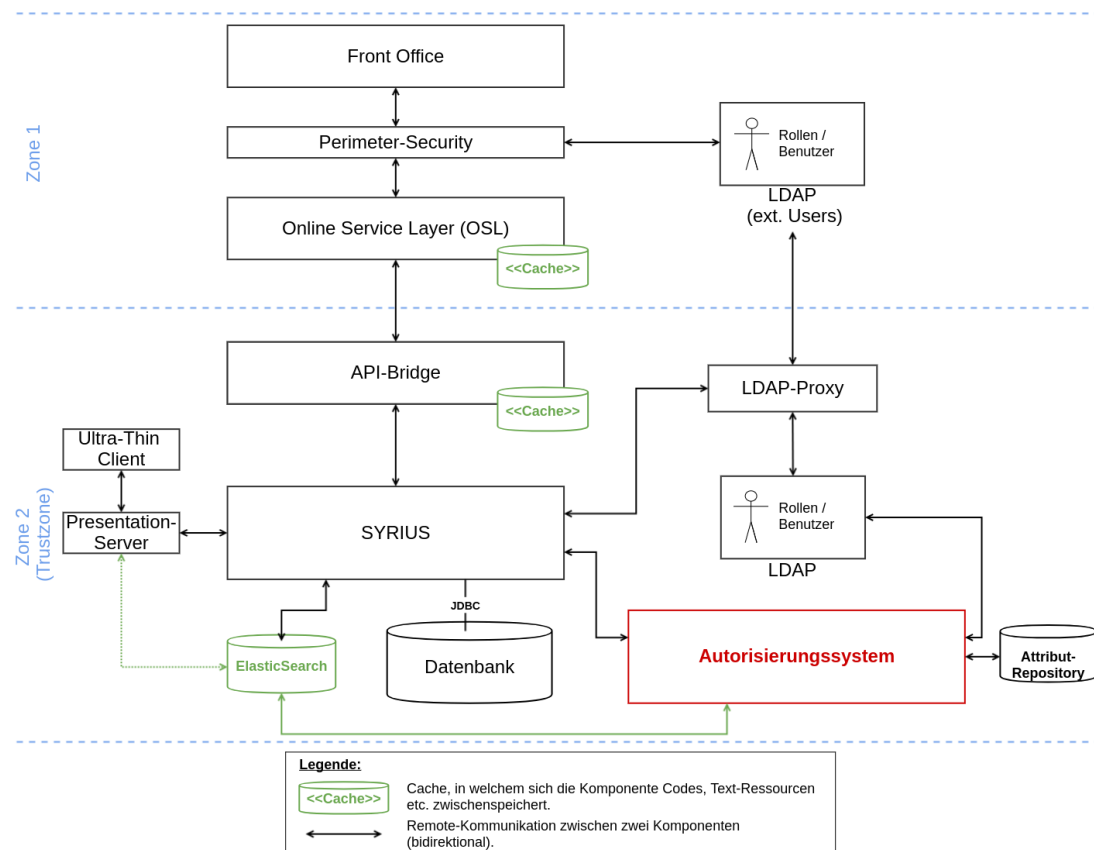 Front Office
Zone 1
Perimeter-Security
Rollen /
Benutzer
LDAP
(ext. Users)
Online Service Layer (OSL)
<<Cache>>
API-Bridge
<<Cache>>
LDAP-Proxy
Ultra-Thin
Client
Zone 2
(Trustzone)
Presentation-
Server
SYRIUS
Rollen /
Benutzer
LDAP
JDBC
ElasticSearch
Datenbank
Autorisierungssystem
Attribut-
Repository
Legende:
<<Cache>>
Cache, in welchem sich die Komponente Codes, Text-Ressourcen
etc. zwischenspeichert.
Remote-Kommunikation zwischen zwei Komponenten
(bidirektional).